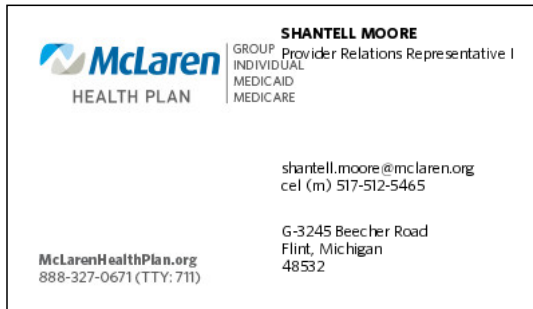 McLaren
HEALTH PLAN
GROUP
INDIVIDUAL
MEDICAID
MEDICARE
SHANTELL MOORE
Provider Relations Representative I
shantell.moore@mclaren.org
cel (m) 517-512-5465
G-3245 Beecher Road
Flint, Michigan
48532
McLarenHealthPlan.org
888-327-0671 (TTY: 711)